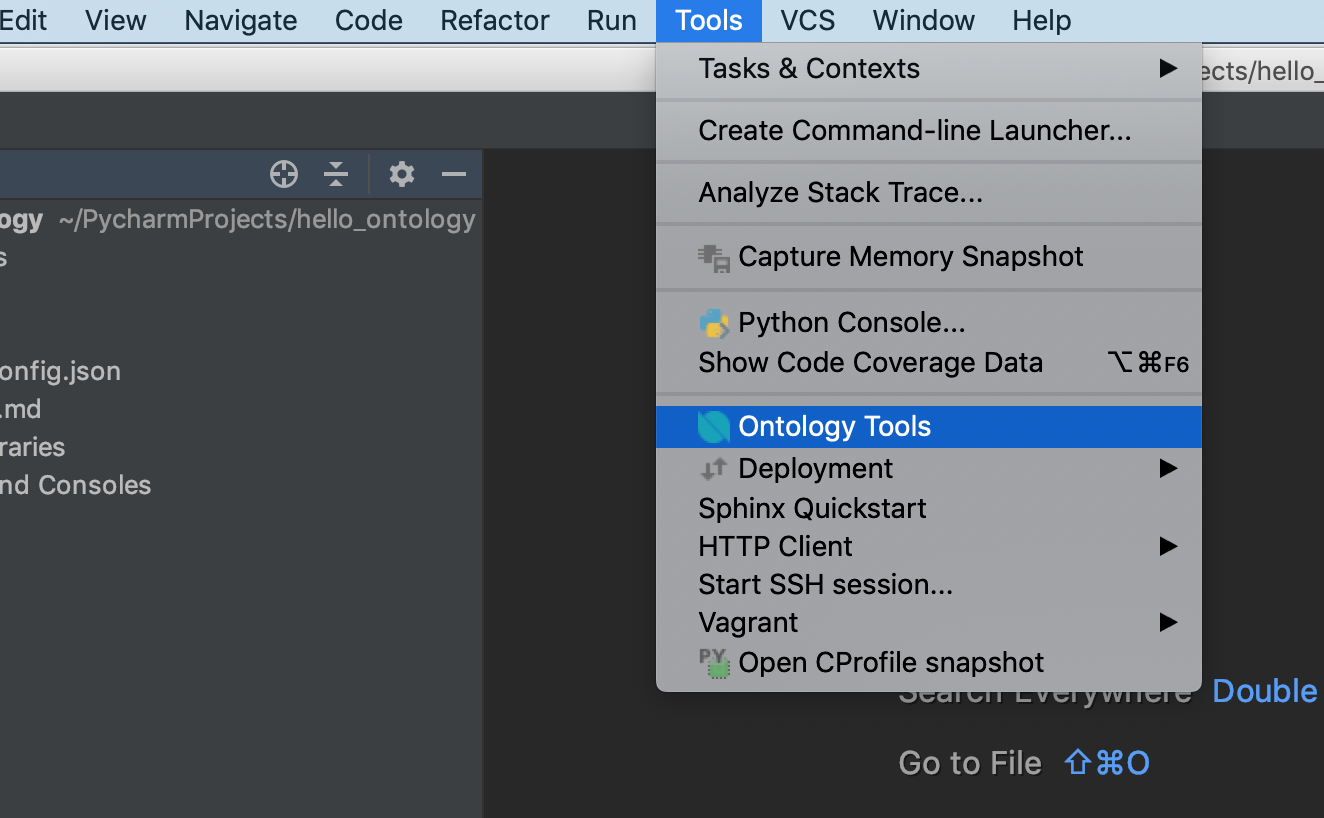 Edit View Navigate Code Refactor Run Tools VCS Window Help
ects/hello_
Tasks & Contexts
Create Command-line Launcher...
Analyze Stack Trace...
Capture Memory Snapshot
Python Console...
Show Code Coverage Data ⌥⌘F6
Ontology Tools
Deployment
Sphinx Quickstart
HTTP Client
Start SSH session...
Vagrant
PY Open CProfile snapshot
ogy ~/PycharmProjects/hello_ontology
s
onfig.json
.md
raries
nd Consoles
Search Everywhere Double
Go to File ⇧⌘O